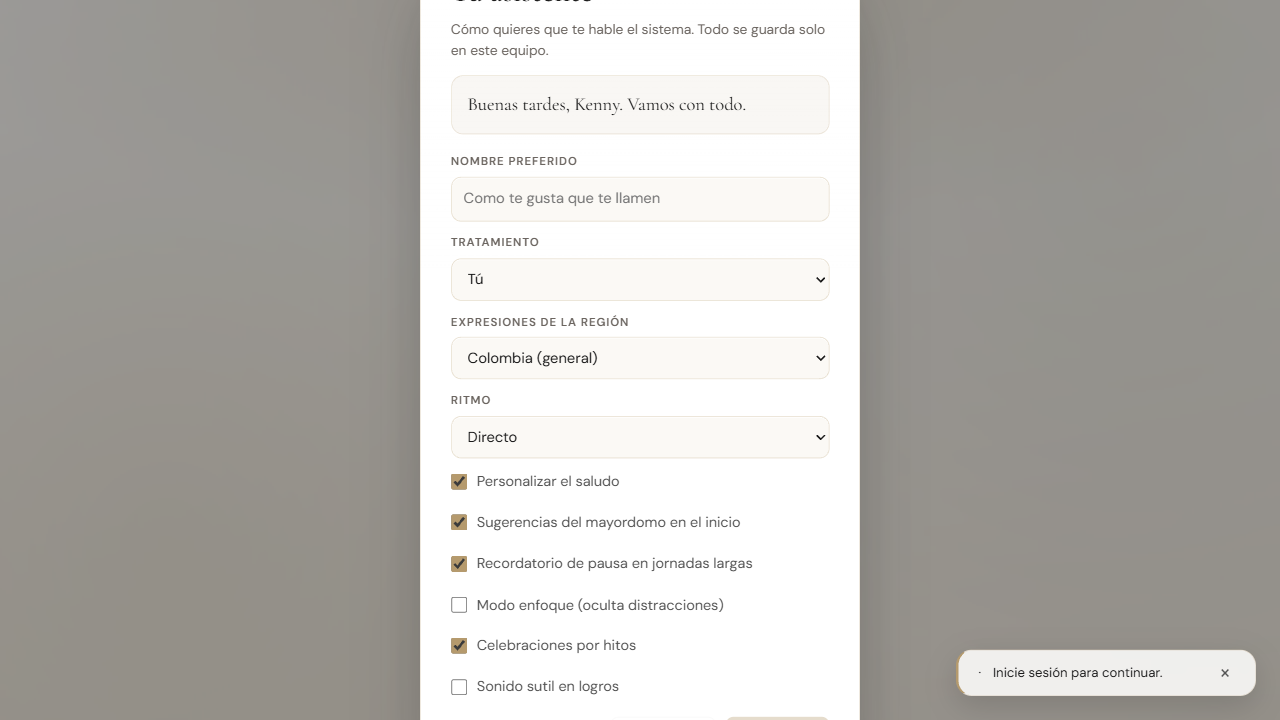 Cómo quieres que te hable el sistema. Todo se guarda solo
en este equipo.
Buenas tardes, Kenny. Vamos con todo.
NOMBRE PREFERIDO
Como te gusta que te llamen
TRATAMIENTO
Tú
EXPRESIONES DE LA REGIÓN
Colombia (general)
RITMO
Directo
Personalizar el saludo
Sugerencias del mayordomo en el inicio
Recordatorio de pausa en jornadas largas
Modo enfoque (oculta distracciones)
Celebraciones por hitos
Sonido sutil en logros
· Inicie sesión para continuar. ×